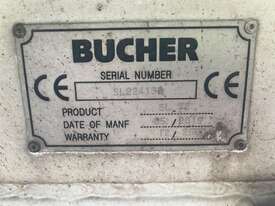 BUCHER
CE
SERIAL NUMBER
CE
PRODUCT
DATE OF MANF
WARRANTY